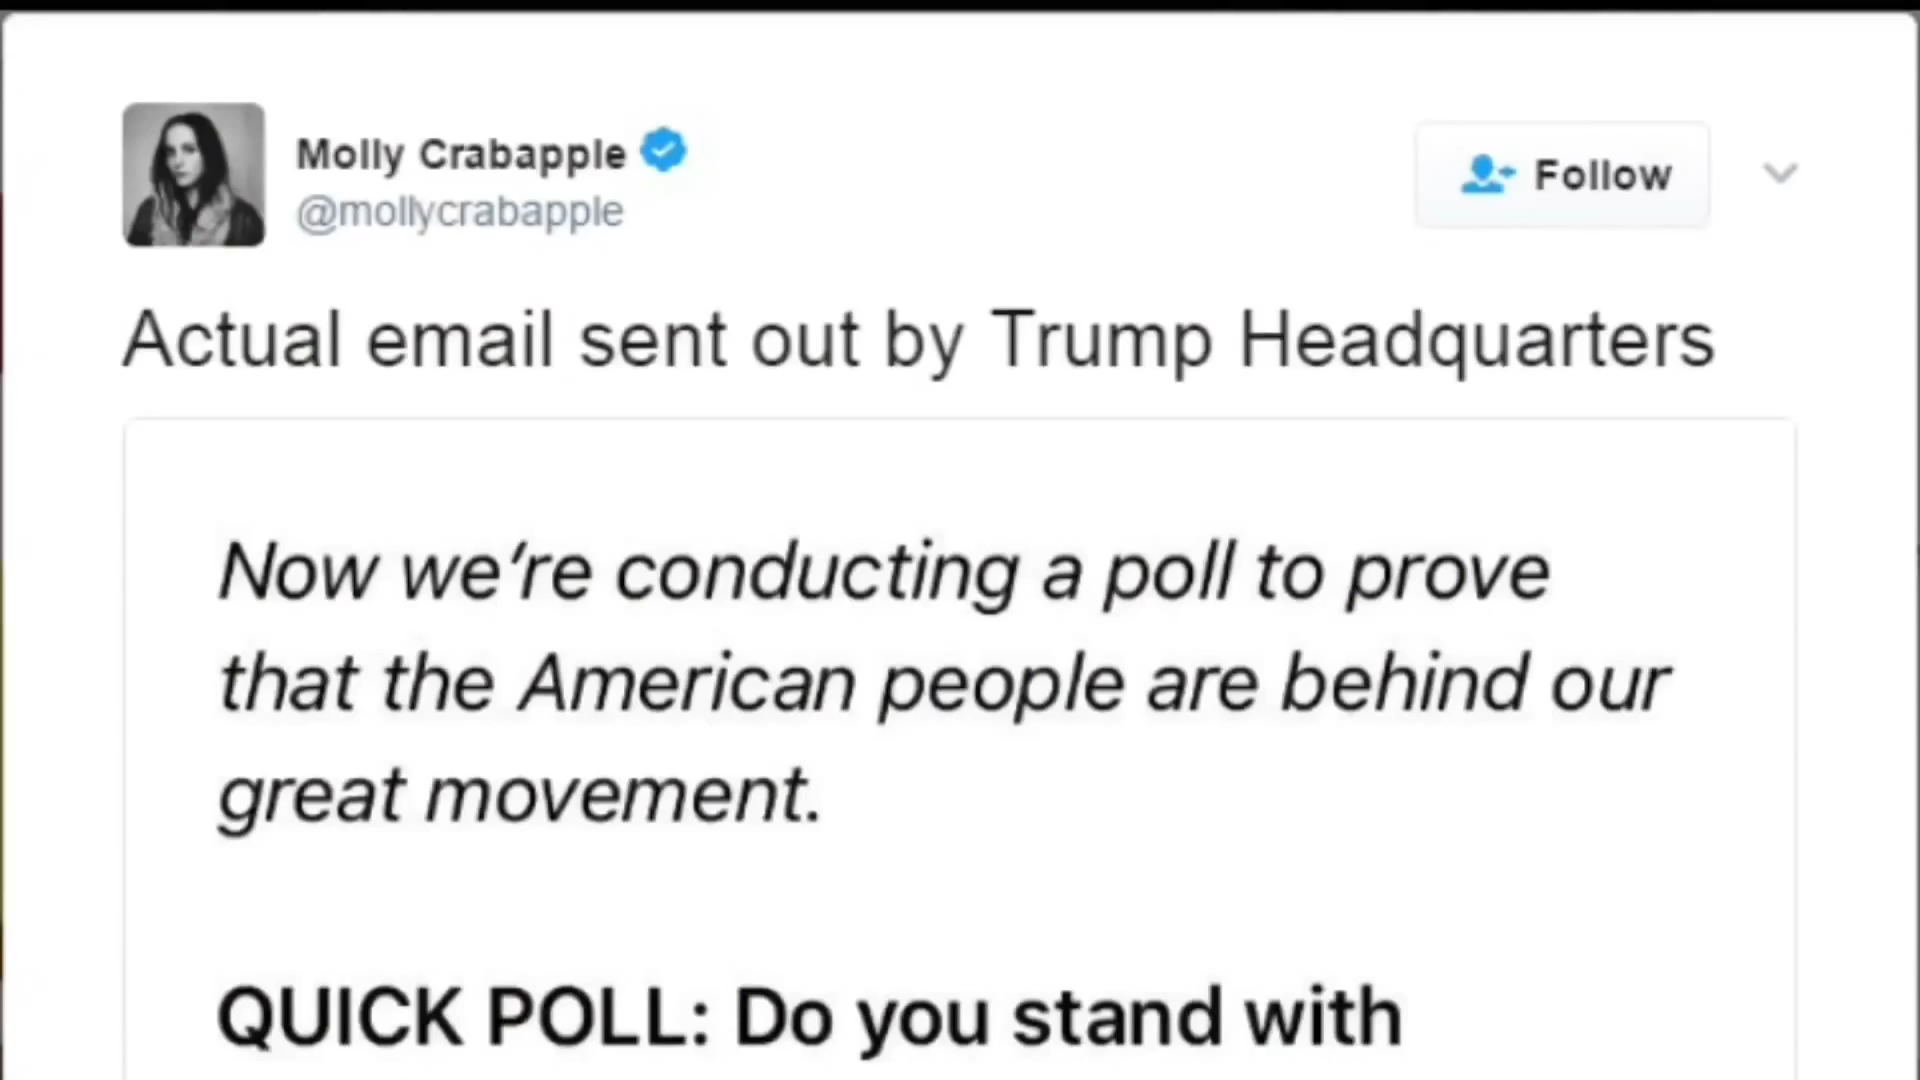 Molly Crabapple
@mollycrabapple
Follow
Actual email sent out by Trump Headquarters
Now we're conducting a poll to prove
that the American people are behind our
great movement.
QUICK POLL: Do you stand with